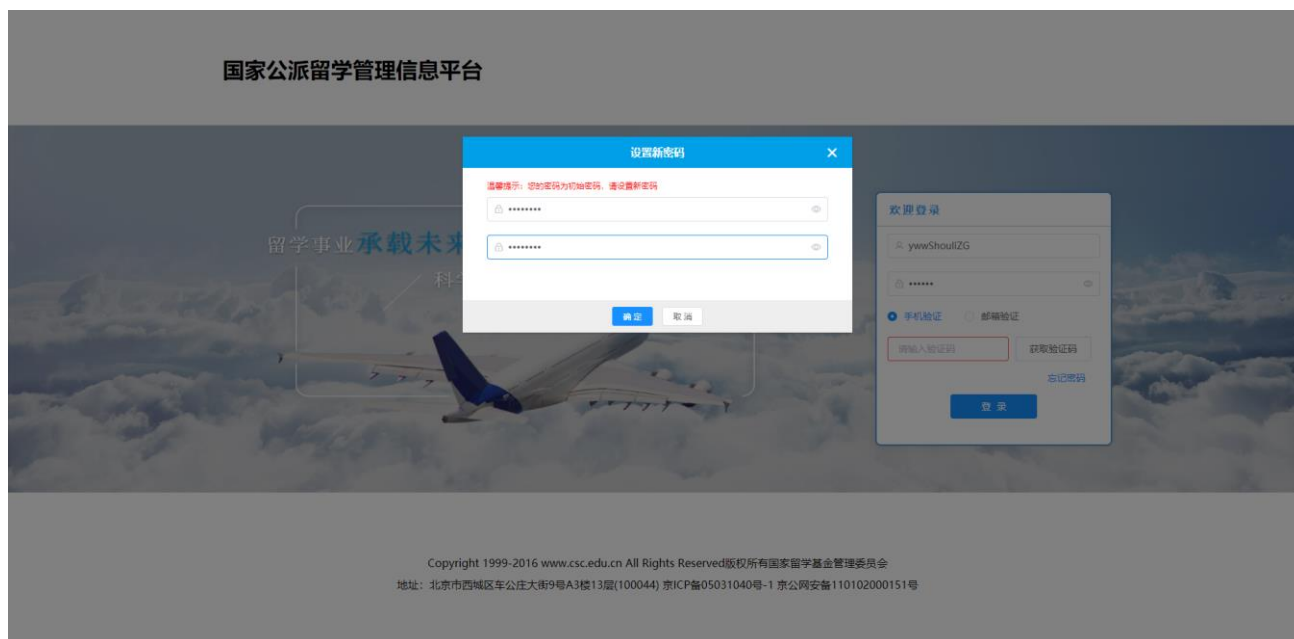 国家公派留学管理信息平台
设置新密码
温馨提示：您的密码为初始密码，请设置新密码
••••••••
••••••••
确定 取消
留学事业承载未来
科学
欢迎登录
••••••
手机验证 邮箱验证
请输入验证码 获取验证码
忘记密码
登录
Copyright 1999-2016 www.csc.edu.cn All Rights Reserved版权所有国家留学基金管理委员会
地址：北京市西城区车公庄大街9号A3楼13层(100044) 京ICP备05031040号-1 京公网安备110102000151号